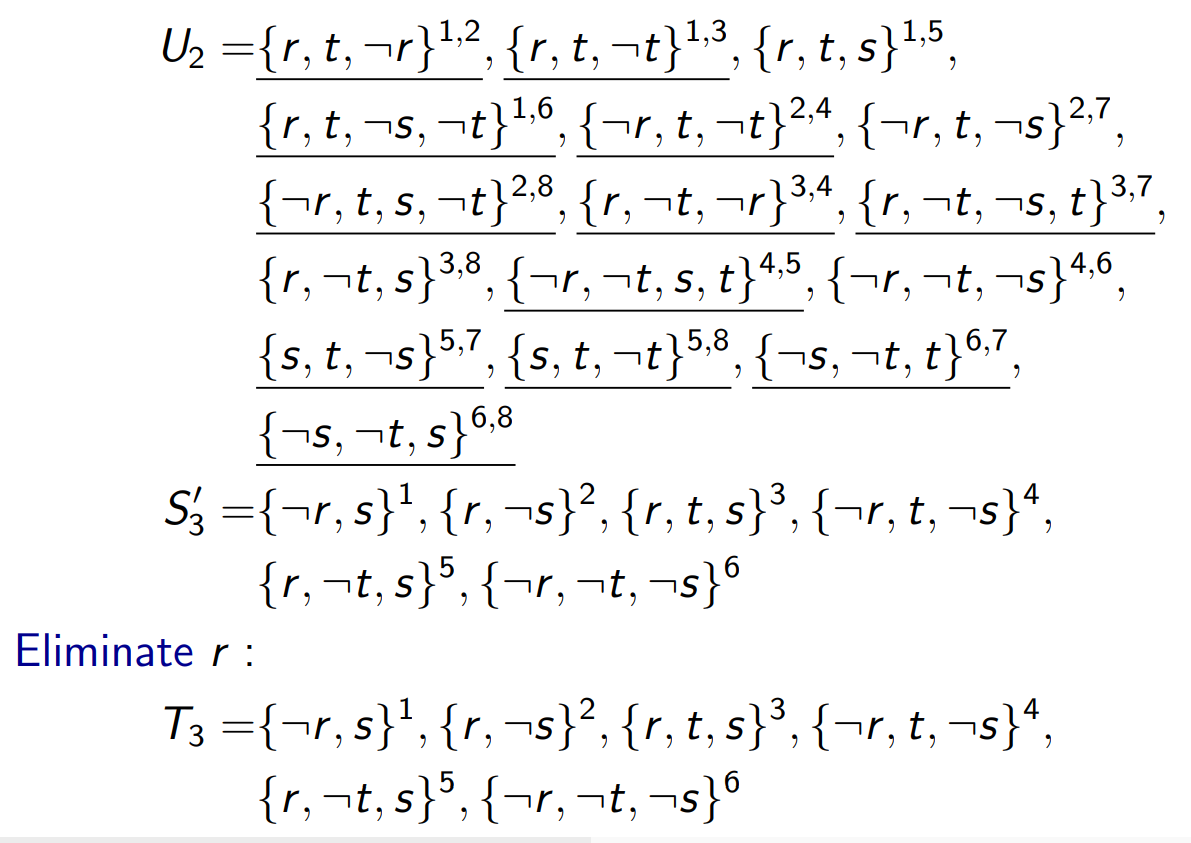 U₂ ={r, t, ¬r}¹,², {r, t, ¬t}¹,³, {r, t, s}¹,⁵,
{r, t, ¬s, ¬t}¹,⁶, {¬r, t, ¬t}²,⁴, {¬r, t, ¬s}²,⁷,
{¬r, t, s, ¬t}²,⁸, {r, ¬t, ¬r}³,⁴, {r, ¬t, ¬s, t}³,⁷,
{r, ¬t, s}³,⁸, {¬r, ¬t, s, t}⁴,⁵, {¬r, ¬t, ¬s}⁴,⁶,
{s, t, ¬s}⁵,⁷, {s, t, ¬t}⁵,⁸, {¬s, ¬t, t}⁶,⁷,
{¬s, ¬t, s}⁶,⁸
S′₃ ={¬r, s}¹, {r, ¬s}², {r, t, s}³, {¬r, t, ¬s}⁴,
{r, ¬t, s}⁵, {¬r, ¬t, ¬s}⁶
Eliminate r :
T₃ ={¬r, s}¹, {r, ¬s}², {r, t, s}³, {¬r, t, ¬s}⁴,
{r, ¬t, s}⁵, {¬r, ¬t, ¬s}⁶